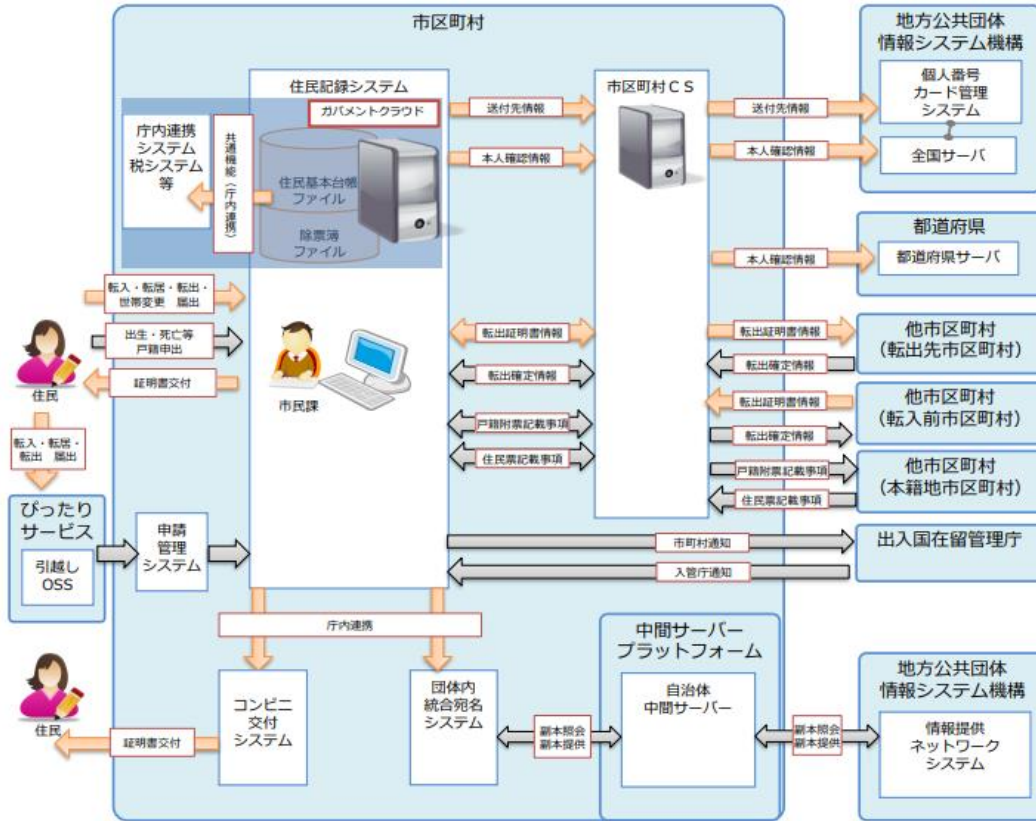 市区町村
地方公共団体
情報システム機構
個人番号
カード管理
システム
全国サーバ
住民記録システム
ガバメントクラウド
市区町村CS
送付先情報
送付先情報
本人確認情報
本人確認情報
庁内連携
システム
税システム
等
共通機能（庁内連携）
住民基本台帳
ファイル
除票簿
ファイル
都道府県
都道府県サーバ
本人確認情報
転入・転居・転出・
世帯変更　届出
出生・死亡等
戸籍申出
証明書交付
住民
市民課
転出証明書情報
転出確定情報
戸籍附票記載事項
住民票記載事項
転出証明書情報
転出確定情報
転出証明書情報
転出確定情報
戸籍附票記載事項
住民票記載事項
他市区町村
（転出先市区町村）
他市区町村
（転入前市区町村）
他市区町村
（本籍地市区町村）
転入・転居・
転出　届出
ぴったり
サービス
引越し
OSS
申請
管理
システム
市町村通知
入管庁通知
出入国在留管理庁
庁内連携
コンビニ
交付
システム
団体内
統合宛名
システム
中間サーバー
プラットフォーム
自治体
中間サーバー
副本照会
副本提供
副本照会
副本提供
地方公共団体
情報システム機構
情報提供
ネットワーク
システム
住民
証明書交付